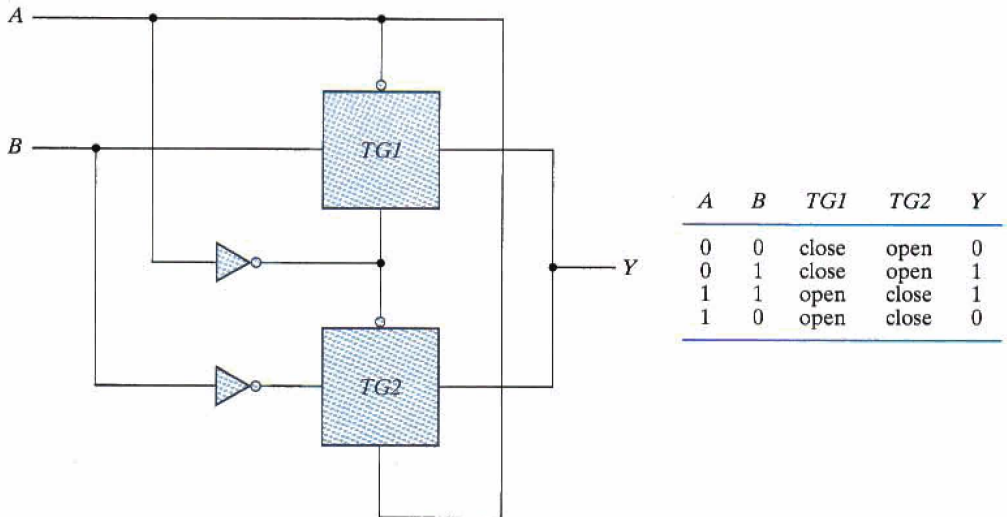 A
B
TG1
TG2
Y
A B TG1 TG2 Y
0 0 close open 0
0 1 close open 1
1 1 open close 1
1 0 open close 0